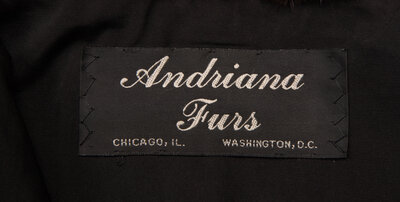 Andriana
Furs
CHICAGO, IL. WASHINGTON, D.C.